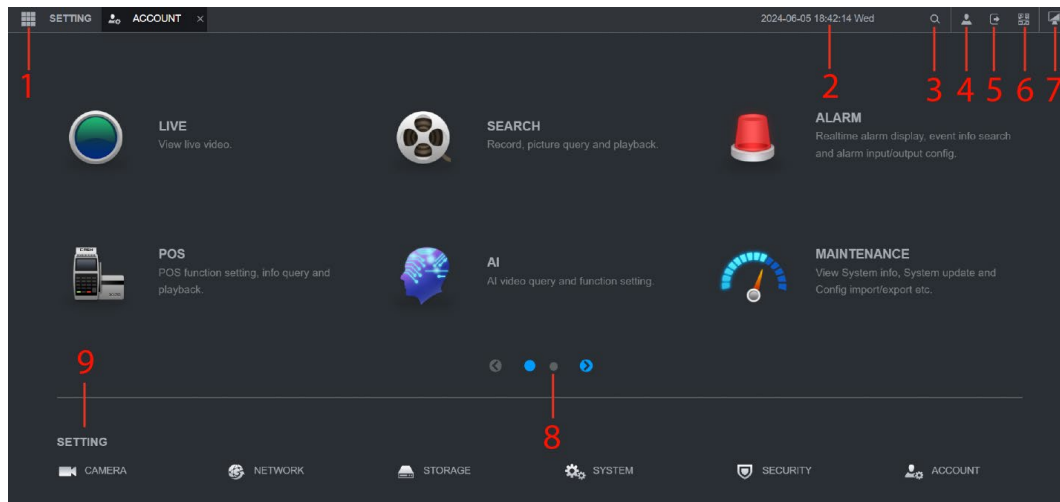 SETTING ACCOUNT × 2024-06-05 18:42:14 Wed
1 2 3 4 5 6 7
LIVE
View live video.
SEARCH
Record, picture query and playback.
ALARM
Realtime alarm display, event info search
and alarm input/output config.
POS
POS function setting, info query and
playback.
AI
AI video query and function setting.
MAINTENANCE
View System info, System update and
Config import/export etc.
9
8
SETTING
CAMERA NETWORK STORAGE SYSTEM SECURITY ACCOUNT